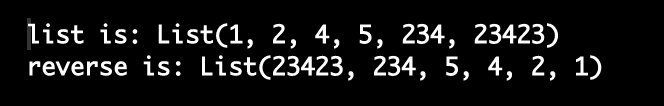 list is: List(1, 2, 4, 5, 234, 23423)
reverse is: List(23423, 234, 5, 4, 2, 1)